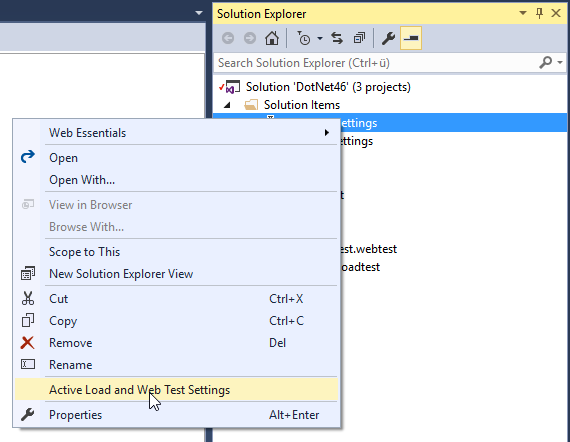 Solution Explorer
Search Solution Explorer (Ctrl+ü)
Solution 'DotNet46' (3 projects)
Solution Items
Web Essentials
Open
Open With...
View in Browser
Browse With...
Scope to This
New Solution Explorer View
Cut Ctrl+X
Copy Ctrl+C
Remove Del
Rename
Active Load and Web Test Settings
Properties Alt+Enter
ettings
ettings
t
est.webtest
oadtest